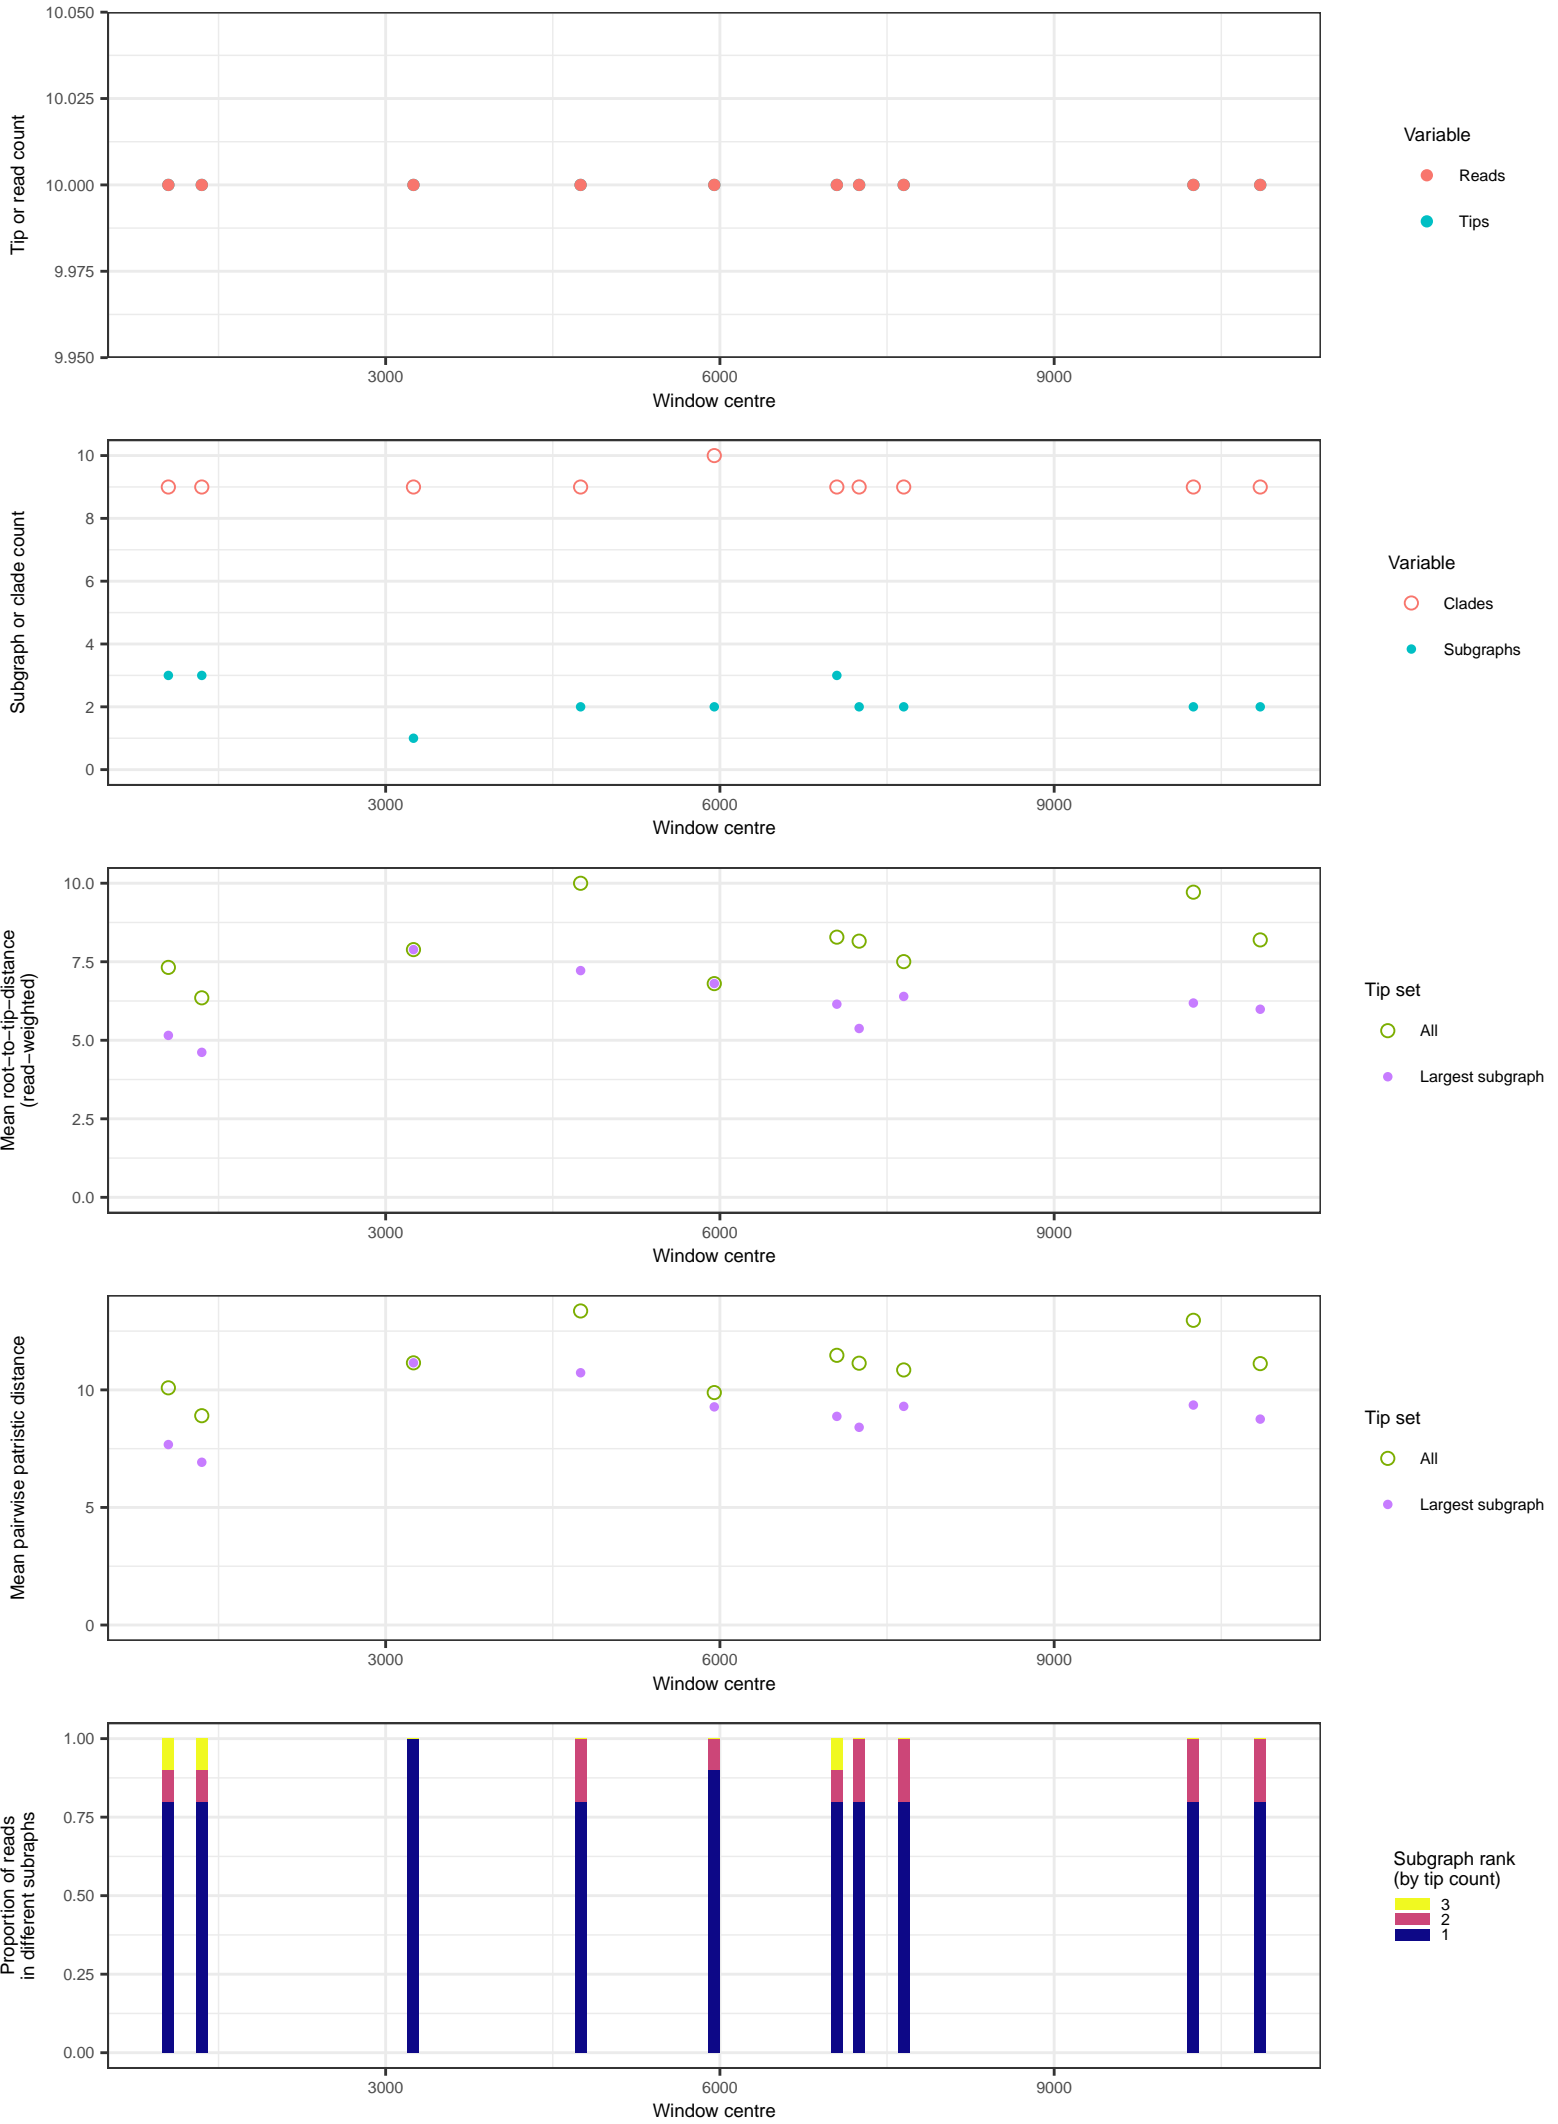 10.050
10.025
10.000
9.975
9.950
Tip or read count
3000 6000 9000
Window centre
Variable
Reads
Tips
10
8
6
4
2
0
Subgraph or clade count
3000 6000 9000
Window centre
Variable
Clades
Subgraphs
10.0
7.5
5.0
2.5
0.0
Mean root−to−tip−distance
(read−weighted)
3000 6000 9000
Window centre
Tip set
All
Largest subgraph
10
5
0
Mean pairwise patristic distance
3000 6000 9000
Window centre
Tip set
All
Largest subgraph
1.00
0.75
0.50
0.25
0.00
Proportion of reads
in different subraphs
3000 6000 9000
Window centre
Subgraph rank
(by tip count)
3
2
1